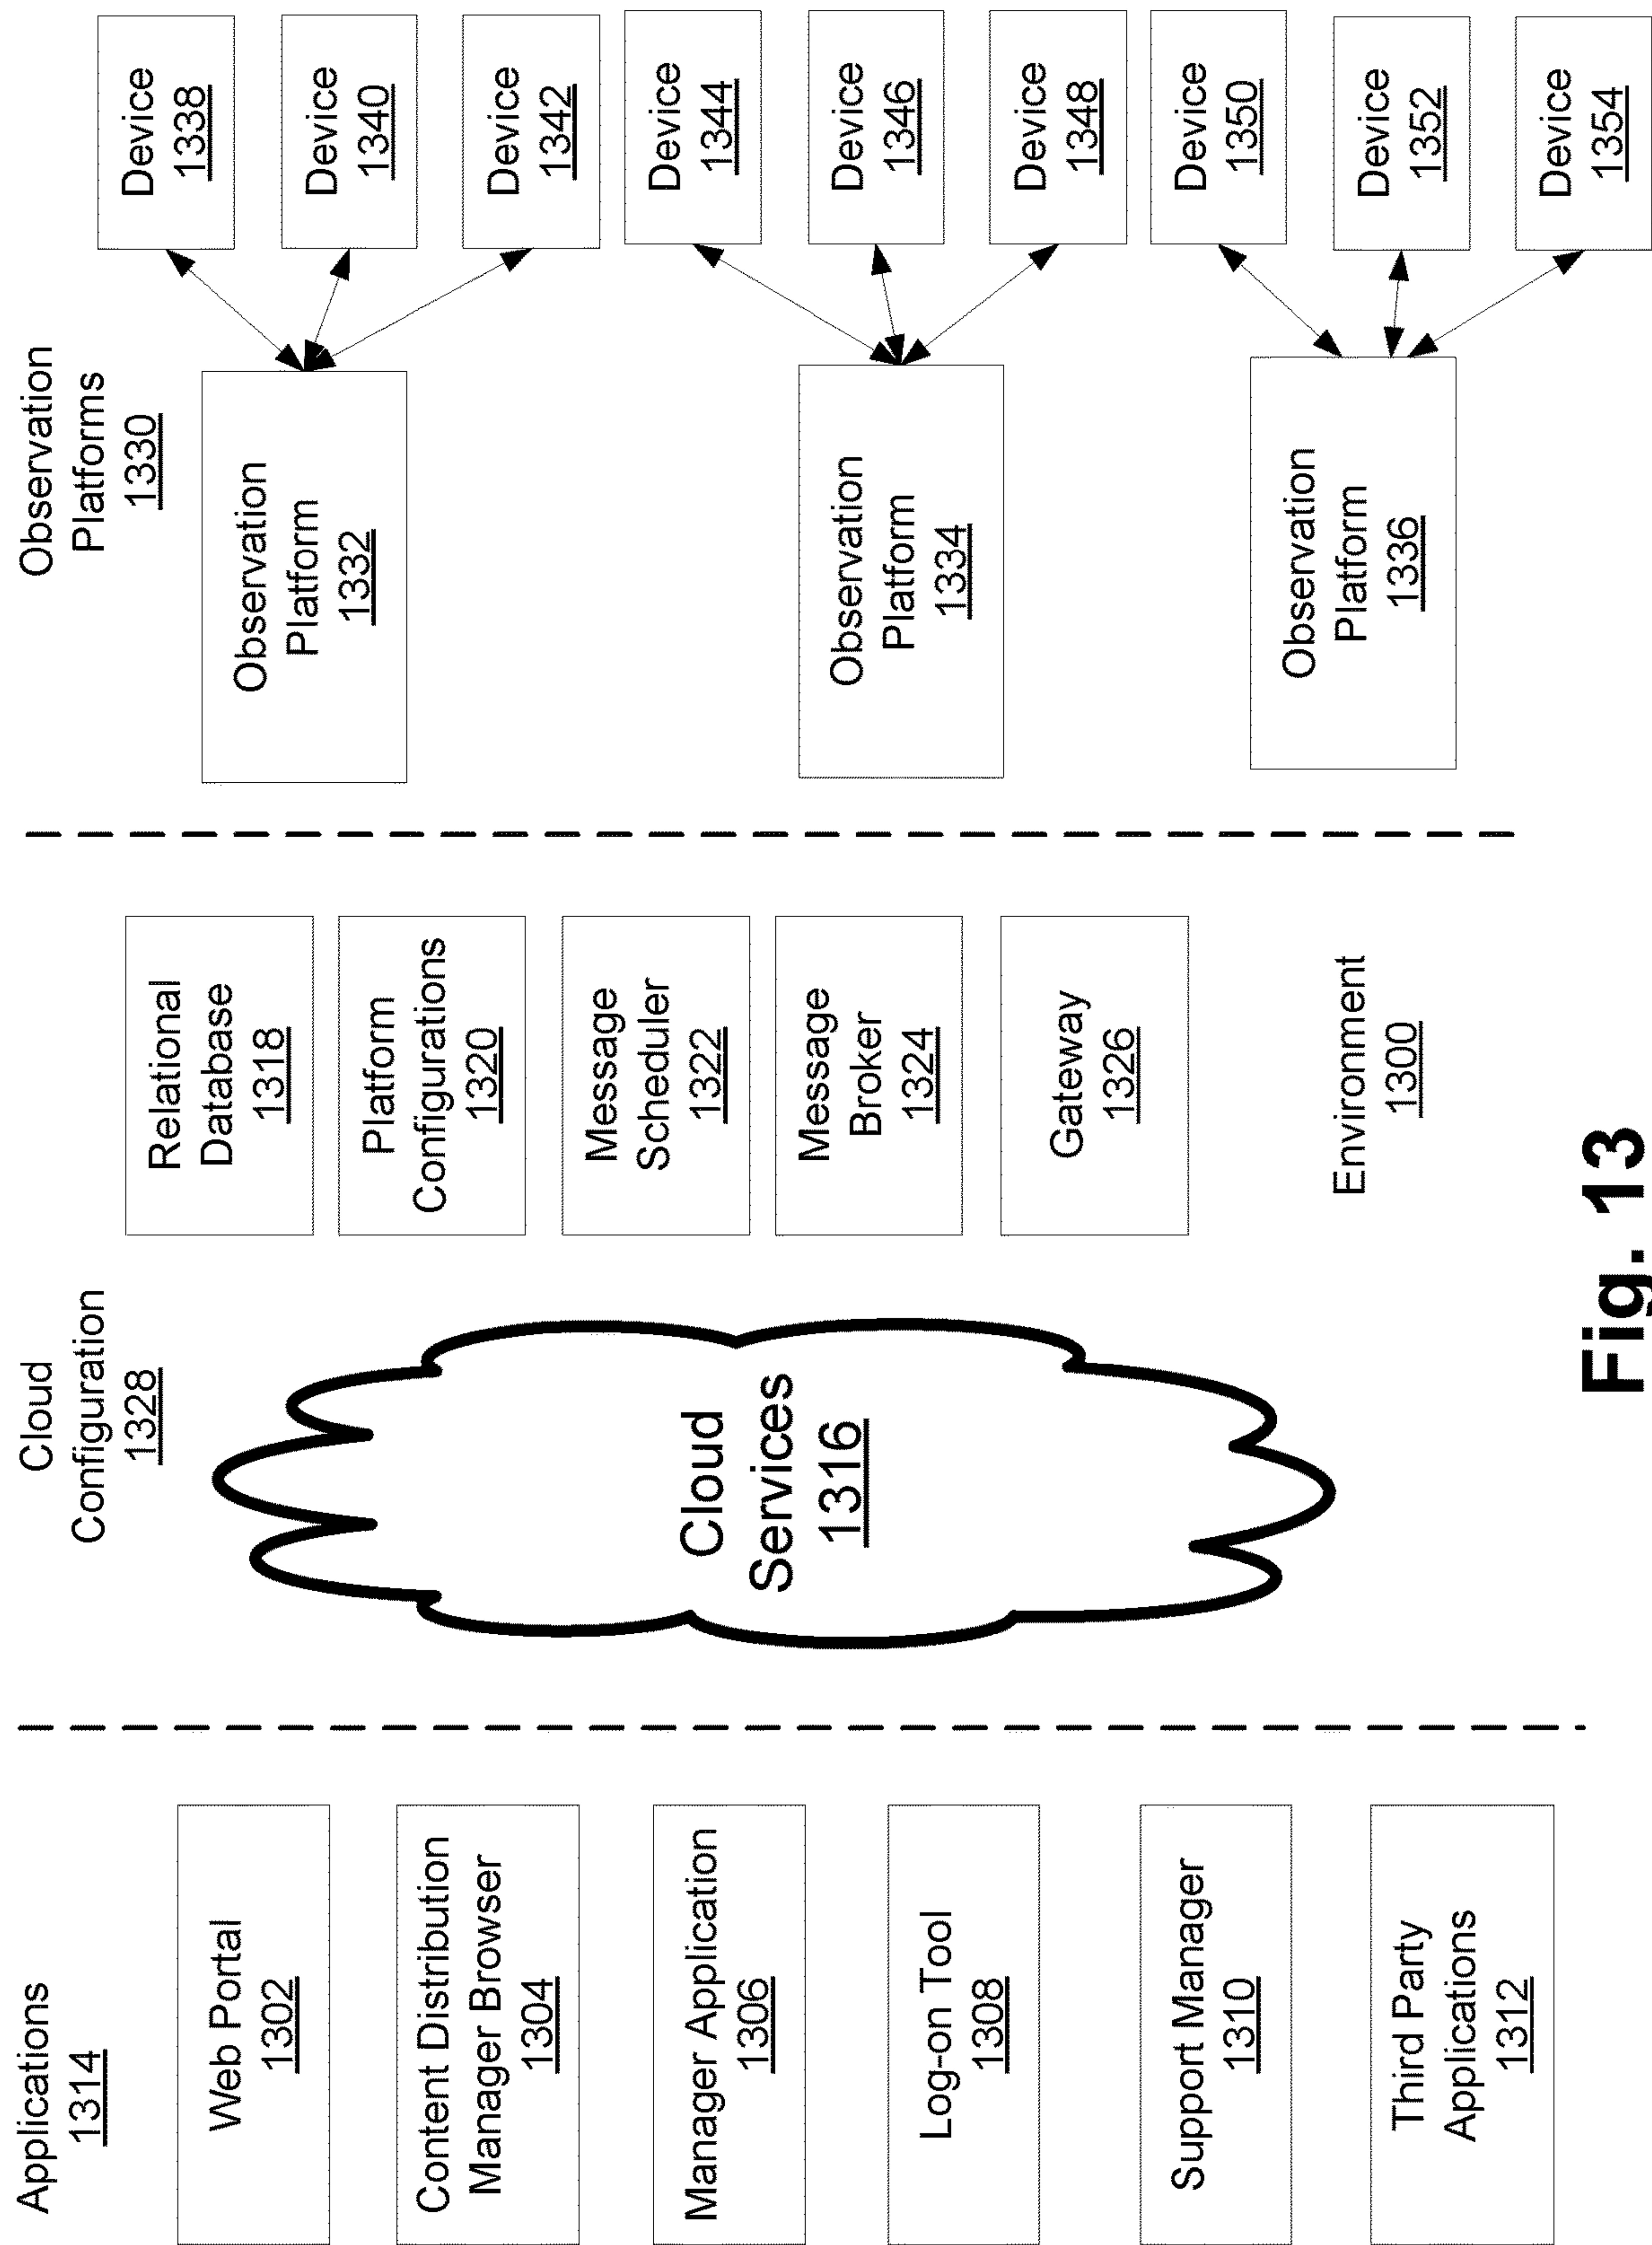 Applications
1314
Web Portal
1302
Content Distribution
Manager Browser
1304
Manager Application
1306
Log-on Tool
1308
Support Manager
1310
Third Party
Applications
1312
Cloud
Configuration
1328
Cloud
Services
1316
Relational
Database
1318
Platform
Configurations
1320
Message
Scheduler
1322
Message
Broker
1324
Gateway
1326
Environment
1300
Observation
Platforms
1330
Observation
Platform
1332
Observation
Platform
1334
Observation
Platform
1336
Device
1338
Device
1340
Device
1342
Device
1344
Device
1346
Device
1348
Device
1350
Device
1352
Device
1354
Fig. 13